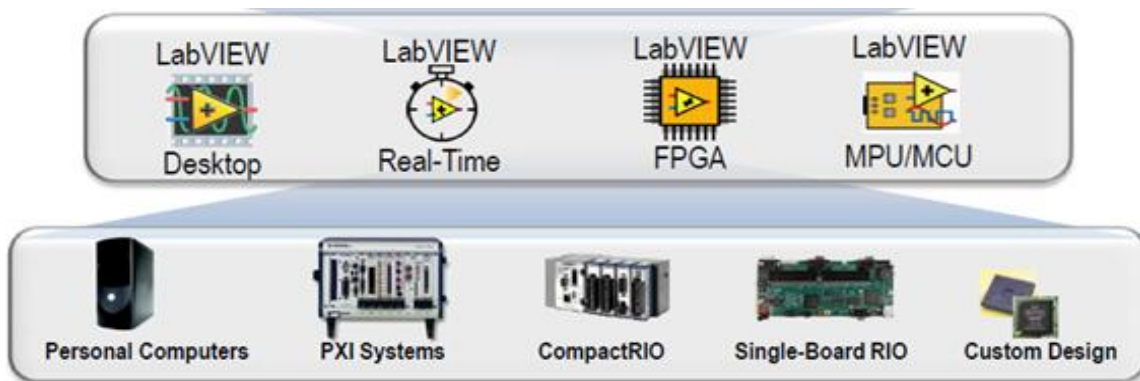 LabVIEW
Desktop
LabVIEW
Real-Time
LabVIEW
FPGA
LabVIEW
MPU/MCU
Personal Computers
PXI Systems
CompactRIO
Single-Board RIO
Custom Design